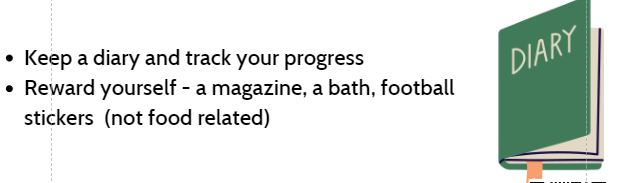 • Keep a diary and track your progress
• Reward yourself - a magazine, a bath, football
stickers  (not food related)
DIARY